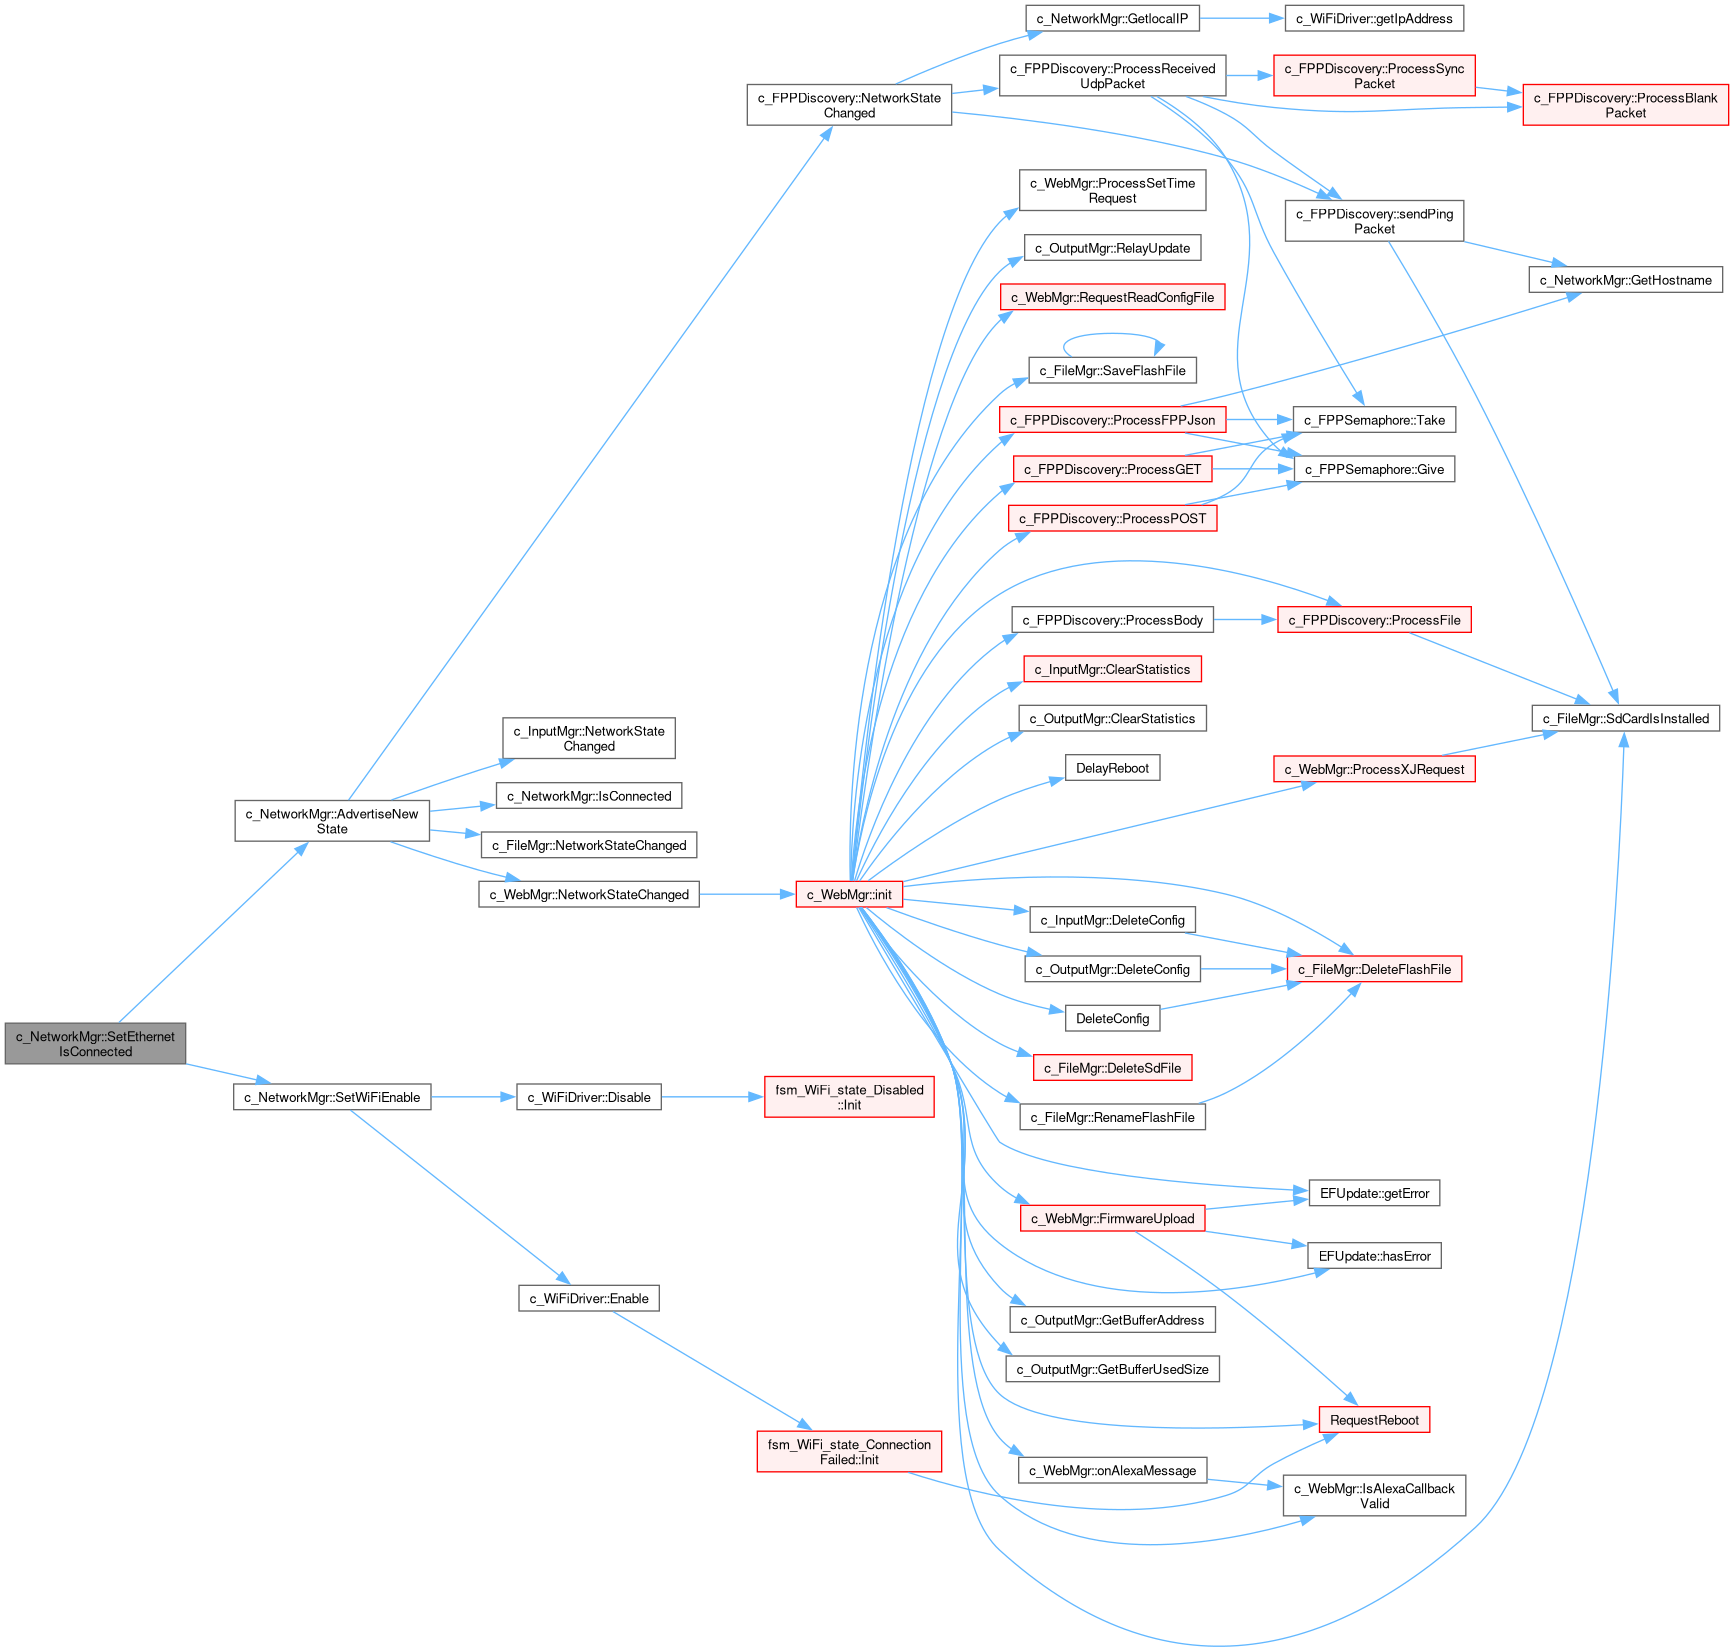 c_NetworkMgr::GetlocalIP
c_WiFiDriver::getIpAddress
c_FPPDiscovery::ProcessReceived
UdpPacket
c_FPPDiscovery::ProcessSync
Packet
c_FPPDiscovery::ProcessBlank
Packet
c_FPPDiscovery::NetworkState
Changed
c_WebMgr::ProcessSetTime
Request
c_FPPDiscovery::sendPing
Packet
c_OutputMgr::RelayUpdate
c_NetworkMgr::GetHostname
c_WebMgr::RequestReadConfigFile
c_FileMgr::SaveFlashFile
c_FPPDiscovery::ProcessFPPJson
c_FPPSemaphore::Take
c_FPPDiscovery::ProcessGET
c_FPPSemaphore::Give
c_FPPDiscovery::ProcessPOST
c_FPPDiscovery::ProcessBody
c_FPPDiscovery::ProcessFile
c_InputMgr::ClearStatistics
c_OutputMgr::ClearStatistics
c_FileMgr::SdCardIsInstalled
c_InputMgr::NetworkState
Changed
DelayReboot
c_WebMgr::ProcessXJRequest
c_NetworkMgr::IsConnected
c_NetworkMgr::AdvertiseNew
State
c_FileMgr::NetworkStateChanged
c_WebMgr::NetworkStateChanged
c_WebMgr::init
c_InputMgr::DeleteConfig
c_OutputMgr::DeleteConfig
c_FileMgr::DeleteFlashFile
DeleteConfig
c_NetworkMgr::SetEthernet
IsConnected
c_FileMgr::DeleteSdFile
c_NetworkMgr::SetWiFiEnable
c_WiFiDriver::Disable
fsm_WiFi_state_Disabled
::Init
c_FileMgr::RenameFlashFile
EFUpdate::getError
c_WebMgr::FirmwareUpload
EFUpdate::hasError
c_WiFiDriver::Enable
c_OutputMgr::GetBufferAddress
c_OutputMgr::GetBufferUsedSize
RequestReboot
fsm_WiFi_state_Connection
Failed::Init
c_WebMgr::onAlexaMessage
c_WebMgr::IsAlexaCallback
Valid